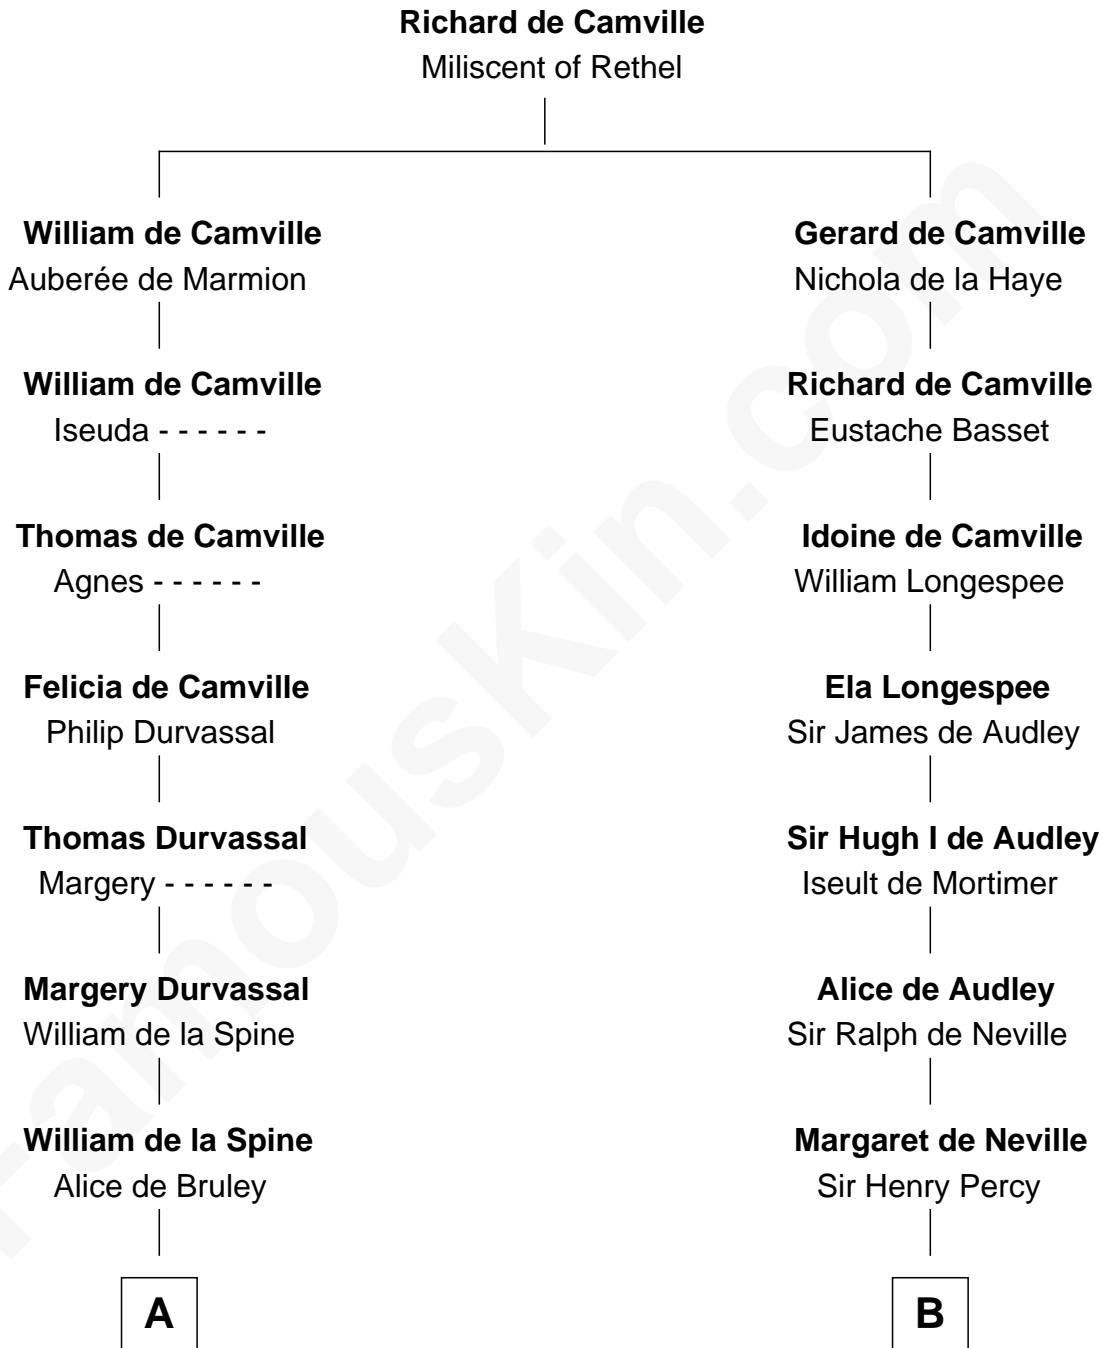 Richard de Camville
Miliscent of Rethel
William de Camville
Auberée de Marmion
William de Camville
Iseuda - - - - - -
Thomas de Camville
Agnes - - - - - -
Felicia de Camville
Philip Durvassal
Thomas Durvassal
Margery - - - - - -
Margery Durvassal
William de la Spine
William de la Spine
Alice de Bruley
A
Gerard de Camville
Nichola de la Haye
Richard de Camville
Eustache Basset
Idoine de Camville
William Longespee
Ela Longespee
Sir James de Audley
Sir Hugh I de Audley
Iseult de Mortimer
Alice de Audley
Sir Ralph de Neville
Margaret de Neville
Sir Henry Percy
B
FamousKin.com